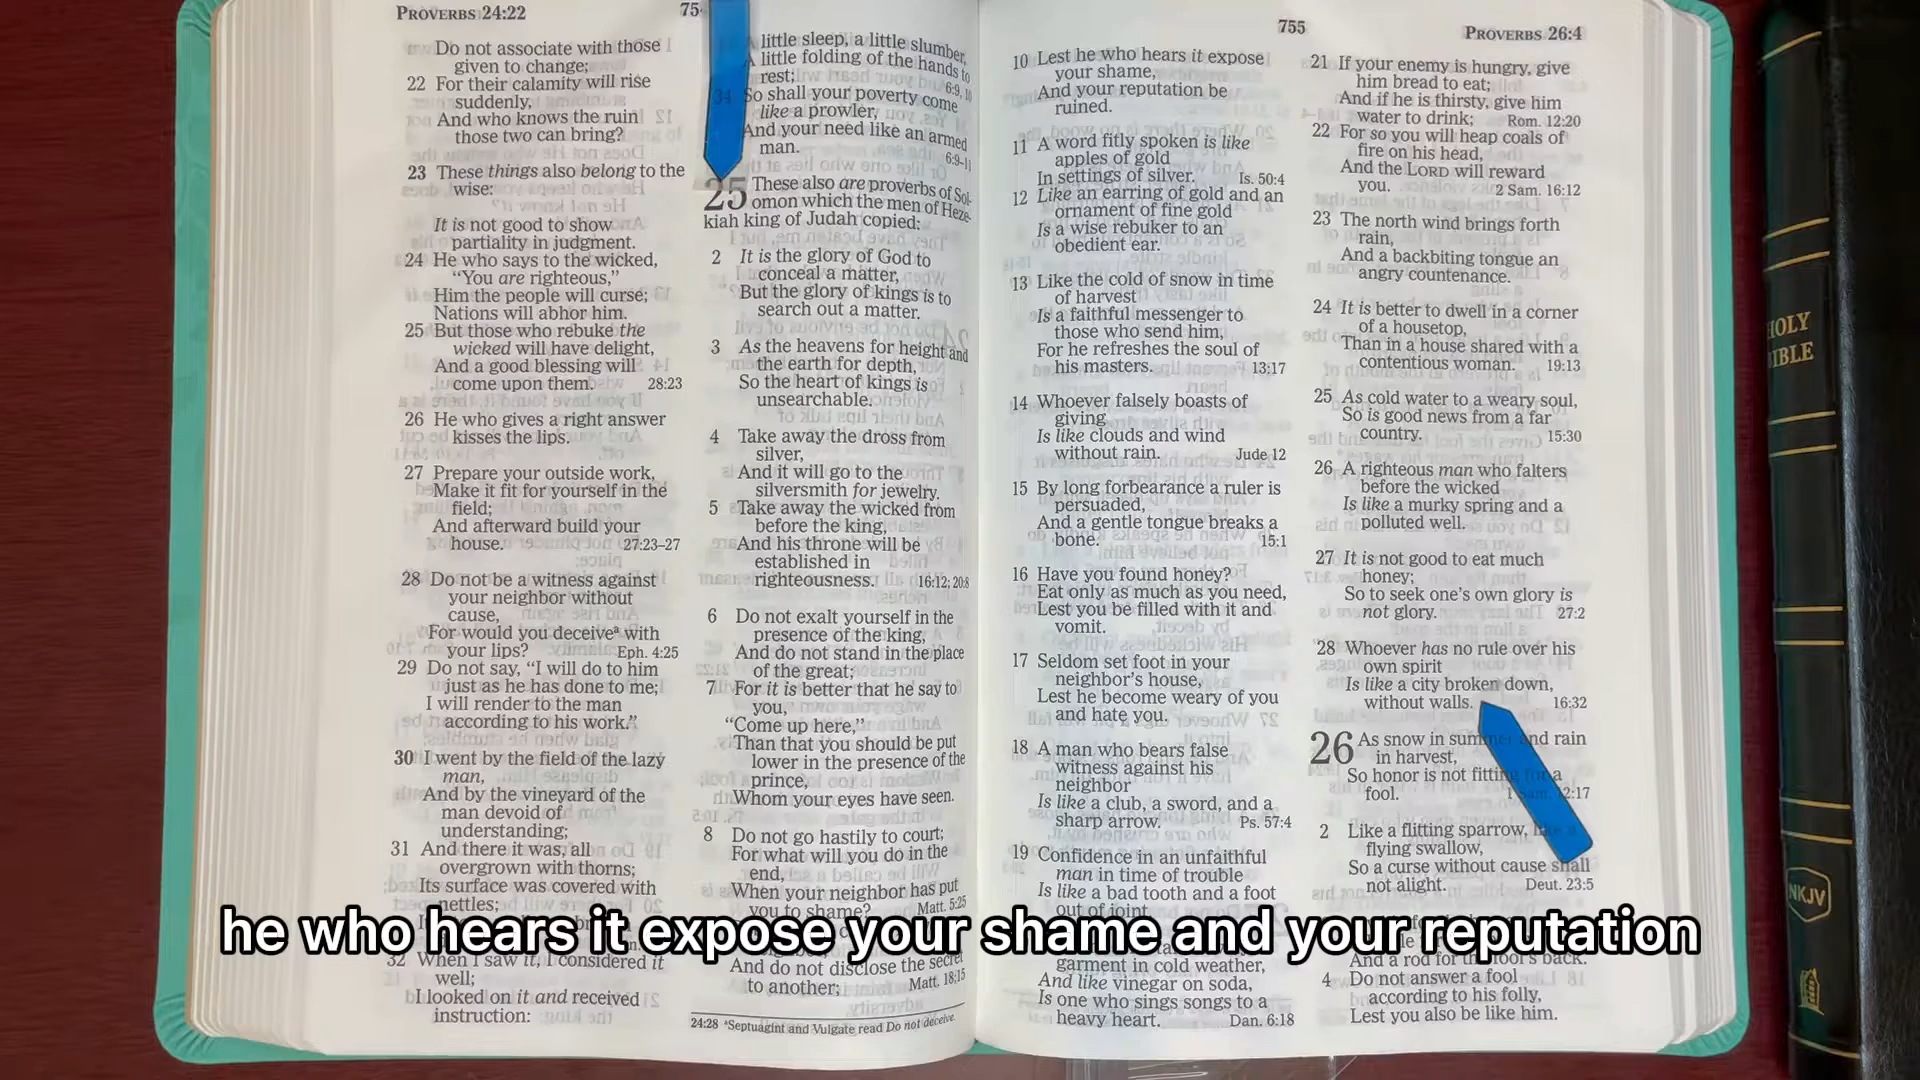 PROVERBS 24:22
75
Do not associate with those
given to change;
22 For their calamity will rise
suddenly,
And who knows the ruin
those two can bring?
23 These things also belong to the
wise:
It is not good to show
partiality in judgment.
24 He who says to the wicked,
“You are righteous,”
Him the people will curse;
Nations will abhor him.
25 But those who rebuke the
wicked will have delight,
And a good blessing will
come upon them. 28:23
26 He who gives a right answer
kisses the lips.
27 Prepare your outside work,
Make it fit for yourself in the
field;
And afterward build your
house. 27:23–27
28 Do not be a witness against
your neighbor without
cause,
For would you deceiveª with
your lips? Eph. 4:25
29 Do not say, “I will do to him
just as he has done to me;
I will render to the man
according to his work.”
30 I went by the field of the lazy
man,
And by the vineyard of the
man devoid of
understanding;
31 And there it was, all
overgrown with thorns;
Its surface was covered with
nettles;
32 When I saw it, I considered it
well;
I looked on it and received
instruction:
little sleep, a little slumber,
A little folding of the hands to
rest; 6:9, 10
34 So shall your poverty come
like a prowler,
And your need like an armed
man. 6:9–11
25 These also are proverbs of Sol-
omon which the men of Heze-
kiah king of Judah copied:
2 It is the glory of God to
conceal a matter,
But the glory of kings is to
search out a matter.
3 As the heavens for height and
the earth for depth,
So the heart of kings is
unsearchable.
4 Take away the dross from
silver,
And it will go to the
silversmith for jewelry.
5 Take away the wicked from
before the king,
And his throne will be
established in
righteousness. 16:12; 20:8
6 Do not exalt yourself in the
presence of the king,
And do not stand in the place
of the great;
7 For it is better that he say to
you,
“Come up here,”
Than that you should be put
lower in the presence of the
prince,
Whom your eyes have seen.
8 Do not go hastily to court;
For what will you do in the
end,
When your neighbor has put
you to shame? Matt. 5:25
And do not disclose the secret
to another; Matt. 18:15
24:28 ªSeptuagint and Vulgate read Do not deceive.
755
PROVERBS 26:4
10 Lest he who hears it expose
your shame,
And your reputation be
ruined.
11 A word fitly spoken is like
apples of gold
In settings of silver. Is. 50:4
12 Like an earring of gold and an
ornament of fine gold
Is a wise rebuker to an
obedient ear.
13 Like the cold of snow in time
of harvest
Is a faithful messenger to
those who send him,
For he refreshes the soul of
his masters. 13:17
14 Whoever falsely boasts of
giving
Is like clouds and wind
without rain. Jude 12
15 By long forbearance a ruler is
persuaded,
And a gentle tongue breaks a
bone. 15:1
16 Have you found honey?
Eat only as much as you need,
Lest you be filled with it and
vomit.
17 Seldom set foot in your
neighbor’s house,
Lest he become weary of you
and hate you.
18 A man who bears false
witness against his
neighbor
Is like a club, a sword, and a
sharp arrow. Ps. 57:4
19 Confidence in an unfaithful
man in time of trouble
Is like a bad tooth and a foot
out of joint.
garment in cold weather,
And like vinegar on soda,
Is one who sings songs to a
heavy heart. Dan. 6:18
21 If your enemy is hungry, give
him bread to eat;
And if he is thirsty, give him
water to drink; Rom. 12:20
22 For so you will heap coals of
fire on his head,
And the LORD will reward
you. 2 Sam. 16:12
23 The north wind brings forth
rain,
And a backbiting tongue an
angry countenance.
24 It is better to dwell in a corner
of a housetop,
Than in a house shared with a
contentious woman. 19:13
25 As cold water to a weary soul,
So is good news from a far
country. 15:30
26 A righteous man who falters
before the wicked
Is like a murky spring and a
polluted well.
27 It is not good to eat much
honey;
So to seek one’s own glory is
not glory. 27:2
28 Whoever has no rule over his
own spirit
Is like a city broken down,
without walls. 16:32
26 As snow in summer and rain
in harvest,
So honor is not fitting for a
fool. 1 Sam. 12:17
2 Like a flitting sparrow, like a
flying swallow,
So a curse without cause shall
not alight. Deut. 23:5
And a rod for the fool’s back.
4 Do not answer a fool
according to his folly,
Lest you also be like him.
HOLY
BIBLE
NKJV
he who hears it expose your shame and your reputation